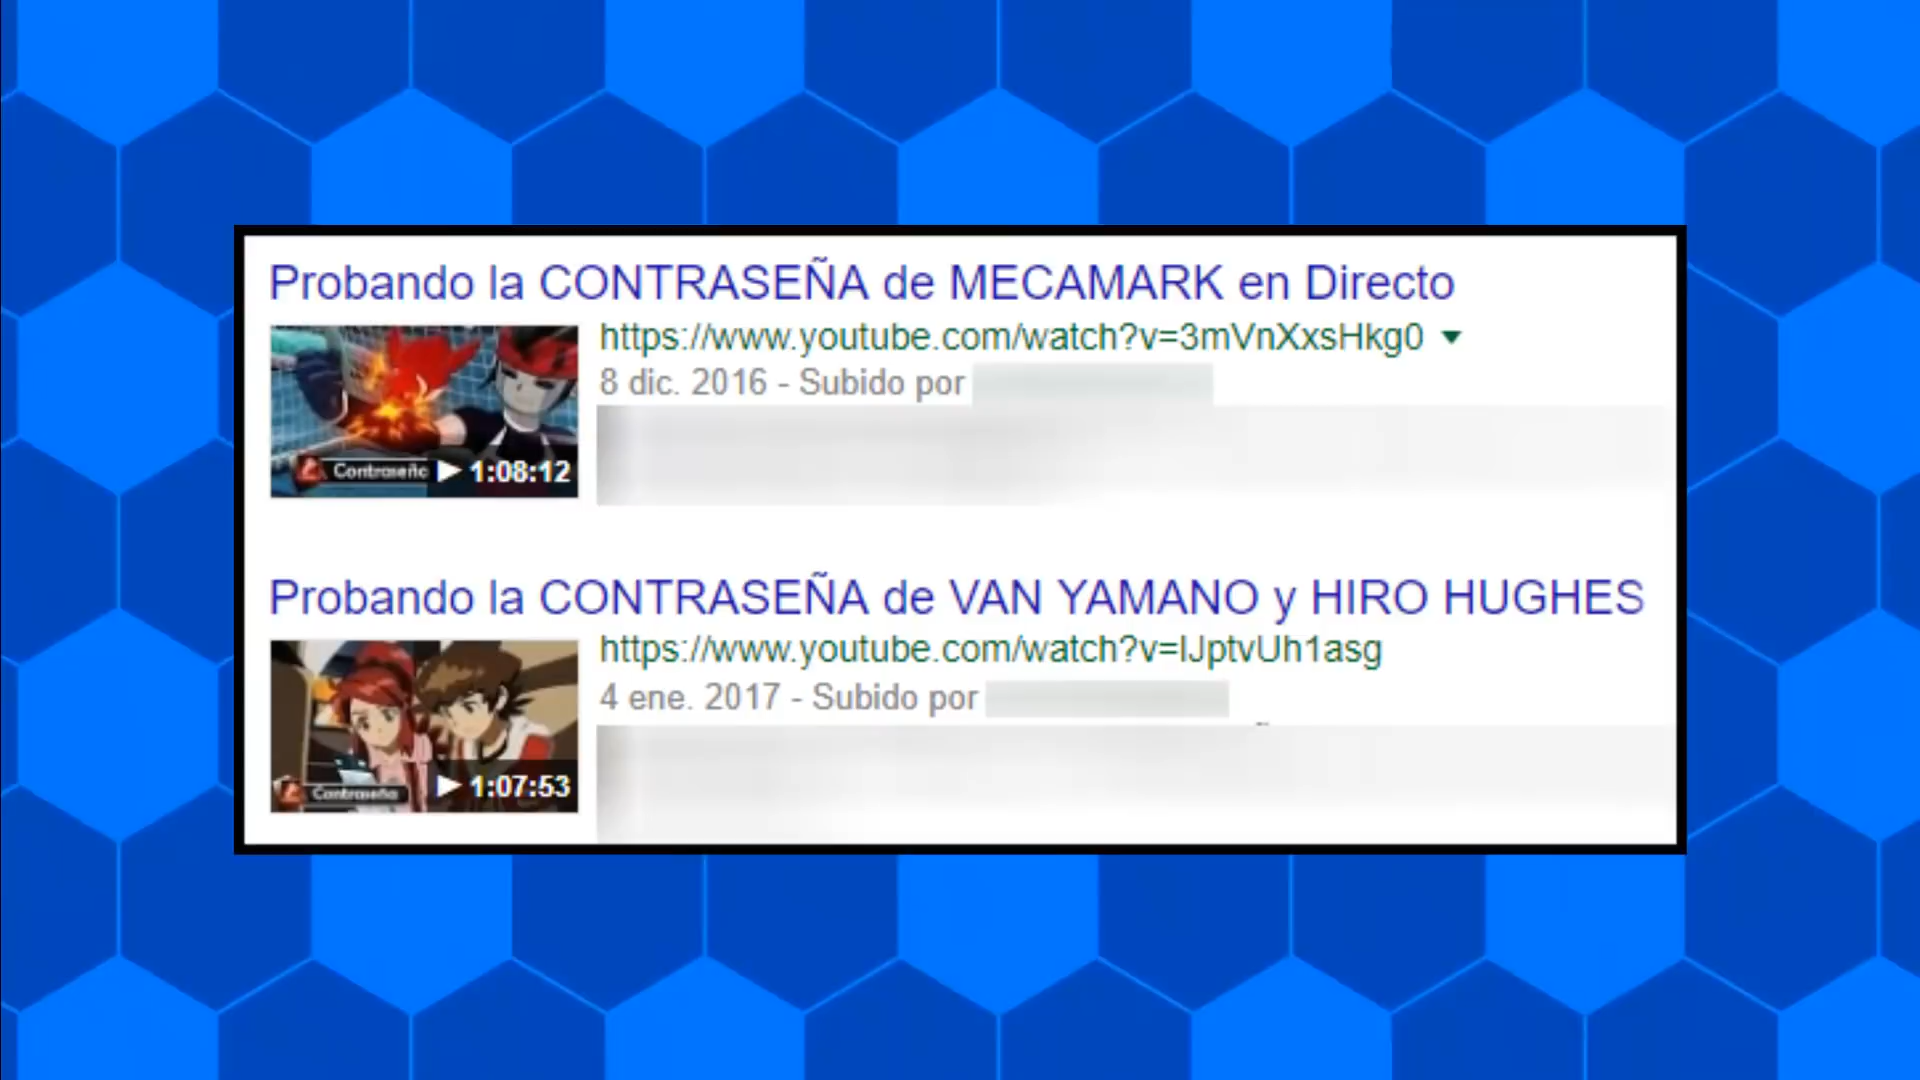 Probando la CONTRASEÑA de MECAMARK en Directo
https://www.youtube.com/watch?v=3mVnXxsHkg0
8 dic. 2016 - Subido por
Contraseña
1:08:12
Probando la CONTRASEÑA de VAN YAMANO y HIRO HUGHES
https://www.youtube.com/watch?v=lJptvUh1asg
4 ene. 2017 - Subido por
Contraseña
1:07:53